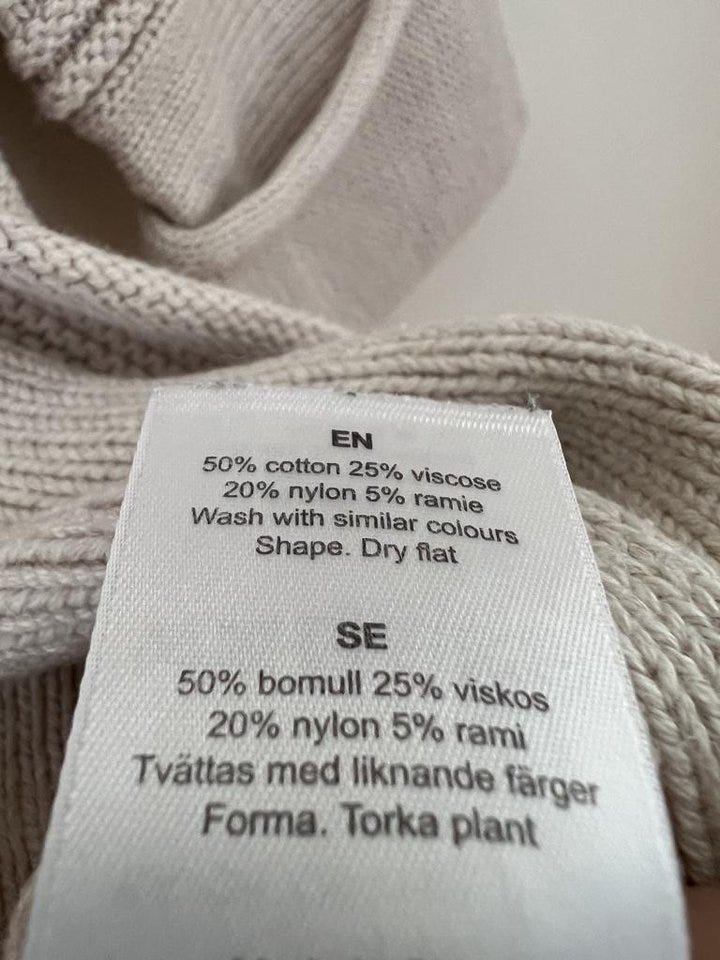 EN
50% cotton 25% viscose
20% nylon 5% ramie
Wash with similar colours
Shape. Dry flat
SE
50% bomull 25% viskos
20% nylon 5% rami
Tvättas med liknande färger
Forma. Torka plant